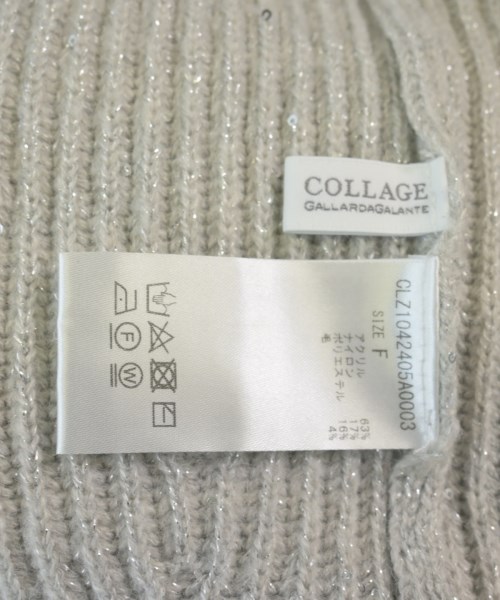 COLLAGE
GALLARDAGALANTE
CLZ1042405A0003
SIZE F
アクリル 63%
ナイロン 17%
ポリエステル 16%
毛 4%
F
W